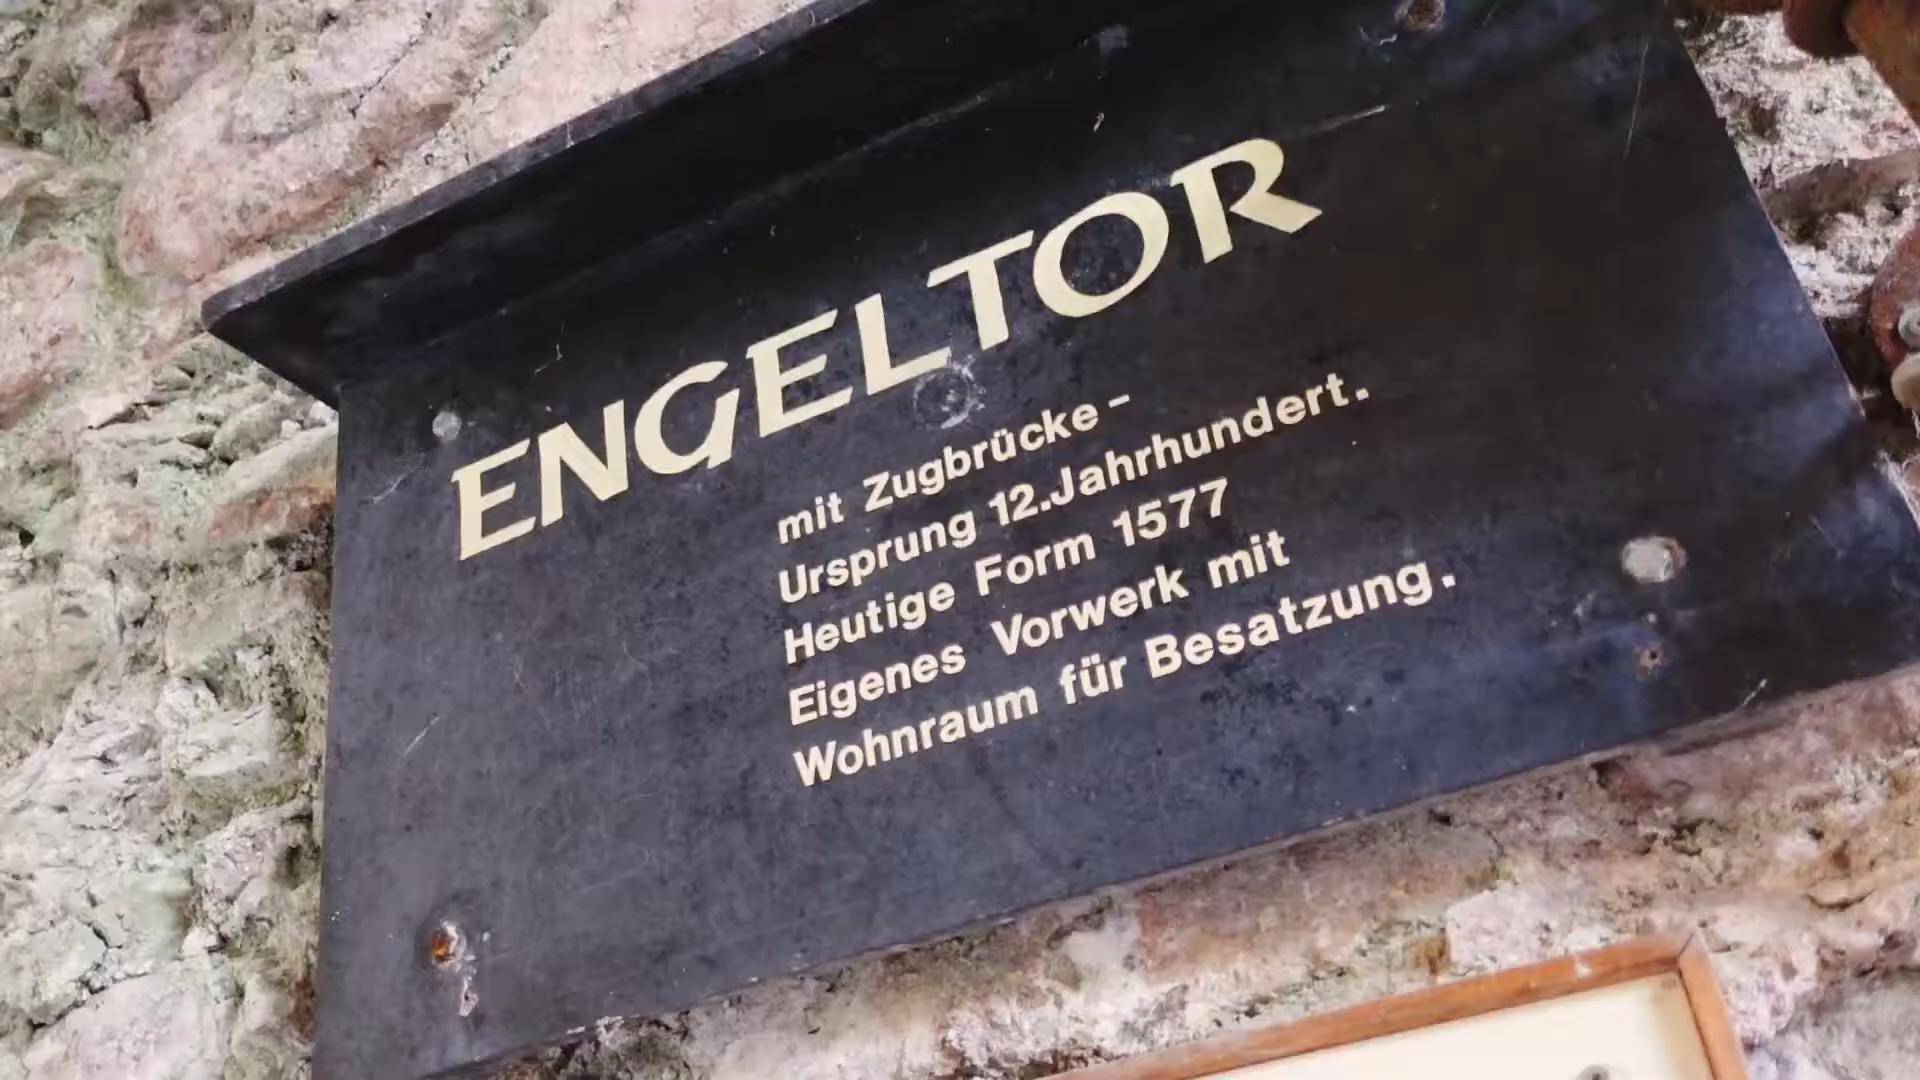 ENGELTOR
mit Zugbrücke -
Ursprung 12.Jahrhundert.
Heutige Form 1577
Eigenes Vorwerk mit
Wohnraum für Besatzung.